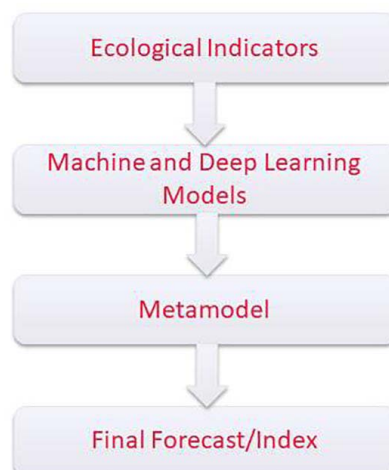 Ecological Indicators
Machine and Deep Learning
Models
Metamodel
Final Forecast/Index